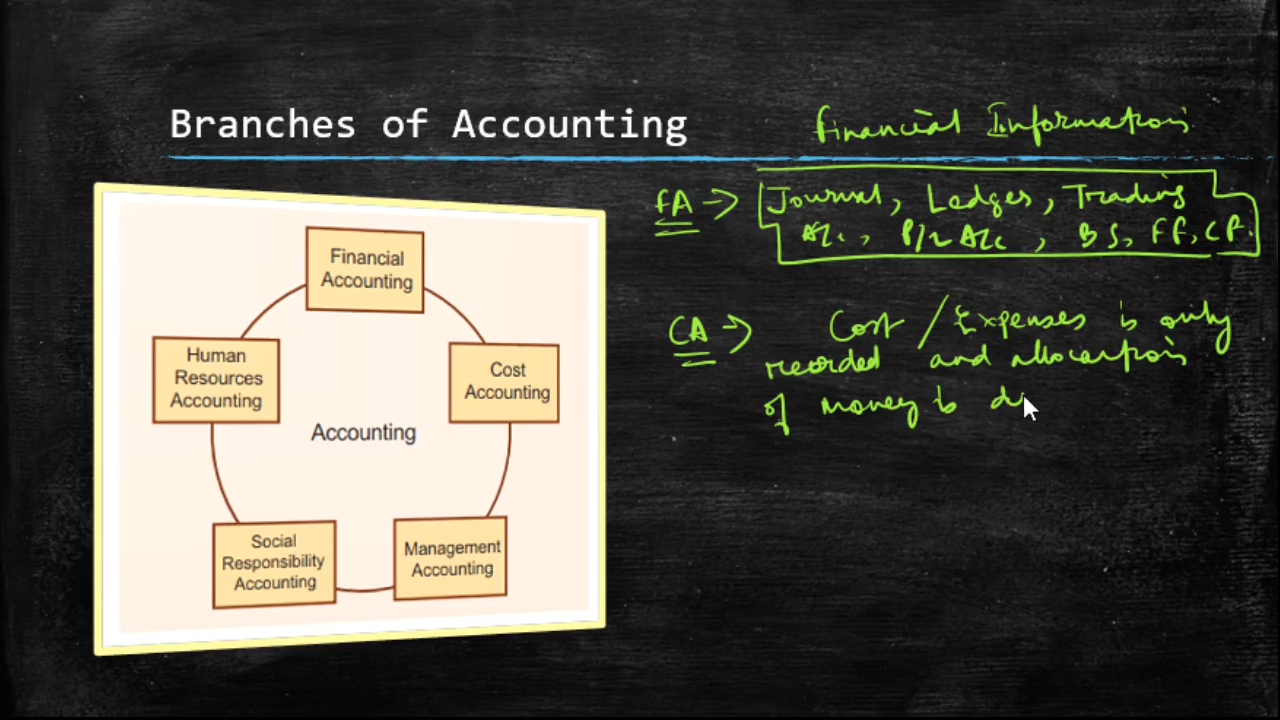 Branches of Accounting
Financial Information
FA → Journal, Ledger, Trading
A/c., P/L A/c, BS, FF, CF.
CA → Cost / Expenses is only
recorded and allocation
of money is d
Financial
Accounting
Human
Resources
Accounting
Cost
Accounting
Accounting
Social
Responsibility
Accounting
Management
Accounting